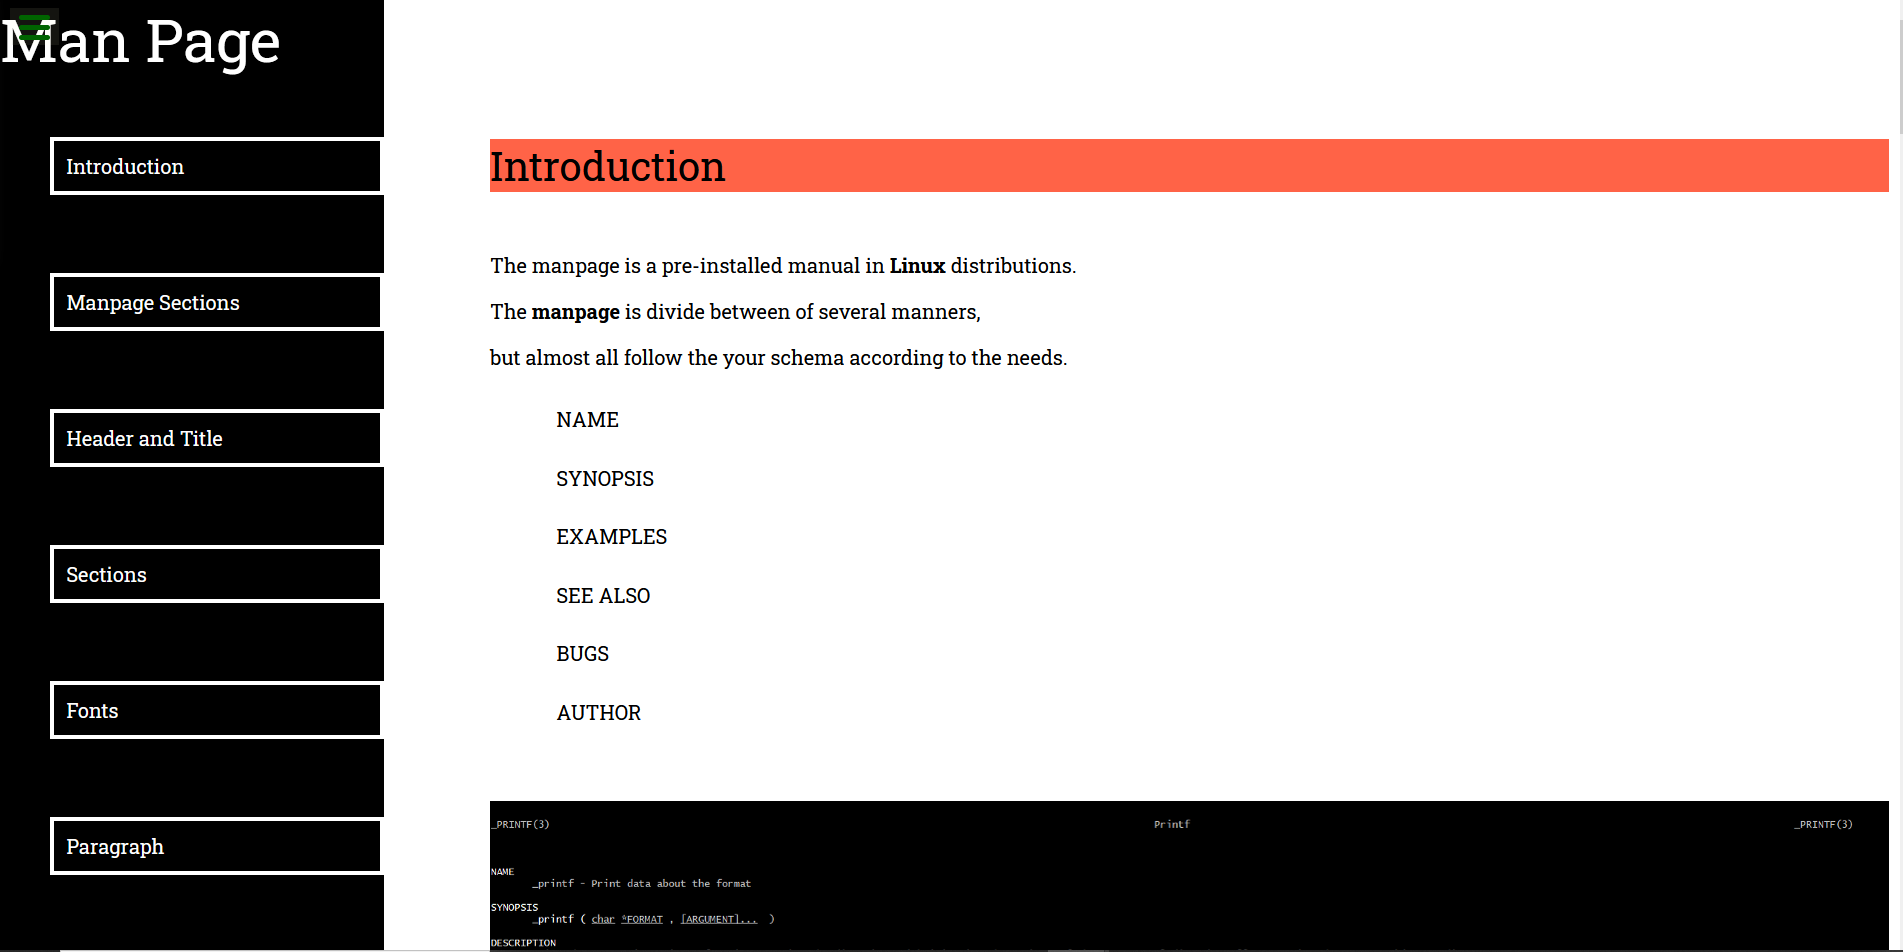 Man Page
Introduction
Manpage Sections
Header and Title
Sections
Fonts
Paragraph
Introduction
The manpage is a pre-installed manual in Linux distributions.
The manpage is divide between of several manners,
but almost all follow the your schema according to the needs.
NAME
SYNOPSIS
EXAMPLES
SEE ALSO
BUGS
AUTHOR
_PRINTF(3) Printf _PRINTF(3)
NAME
_printf - Print data about the format
SYNOPSIS
_printf ( char *FORMAT , [ARGUMENT]... )
DESCRIPTION